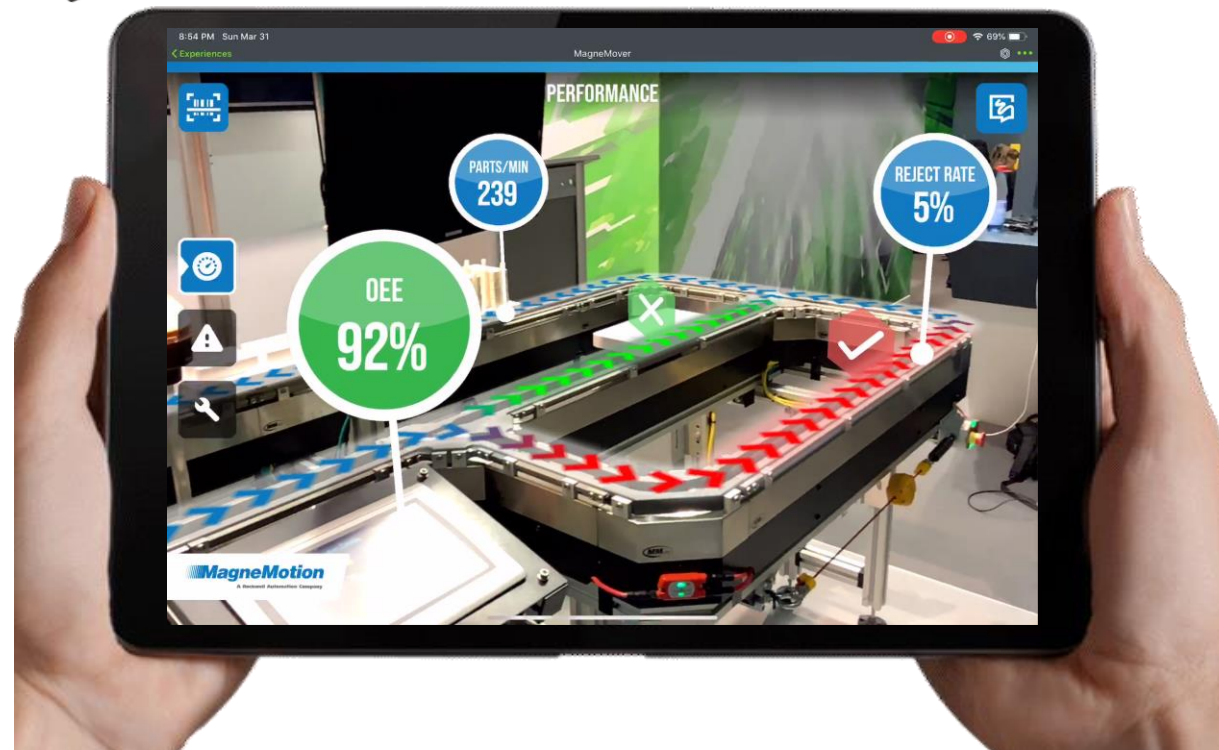 8:54 PM Sun Mar 31
69%
Experiences
MagneMover
PERFORMANCE
PARTS/MIN
239
REJECT RATE
5%
OEE
92%
MagneMotion
A Rockwell Automation Company